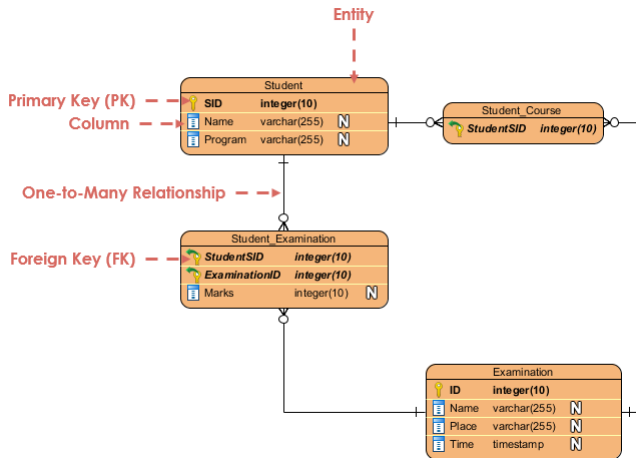 Entity
Student
Primary Key (PK)
SID integer(10)
Column
Name varchar(255) N
Program varchar(255) N
Student_Course
StudentSID integer(10)
One-to-Many Relationship
Student_Examination
Foreign Key (FK)
StudentSID integer(10)
ExaminationID integer(10)
Marks integer(10) N
Examination
ID integer(10)
Name varchar(255) N
Place varchar(255) N
Time timestamp N